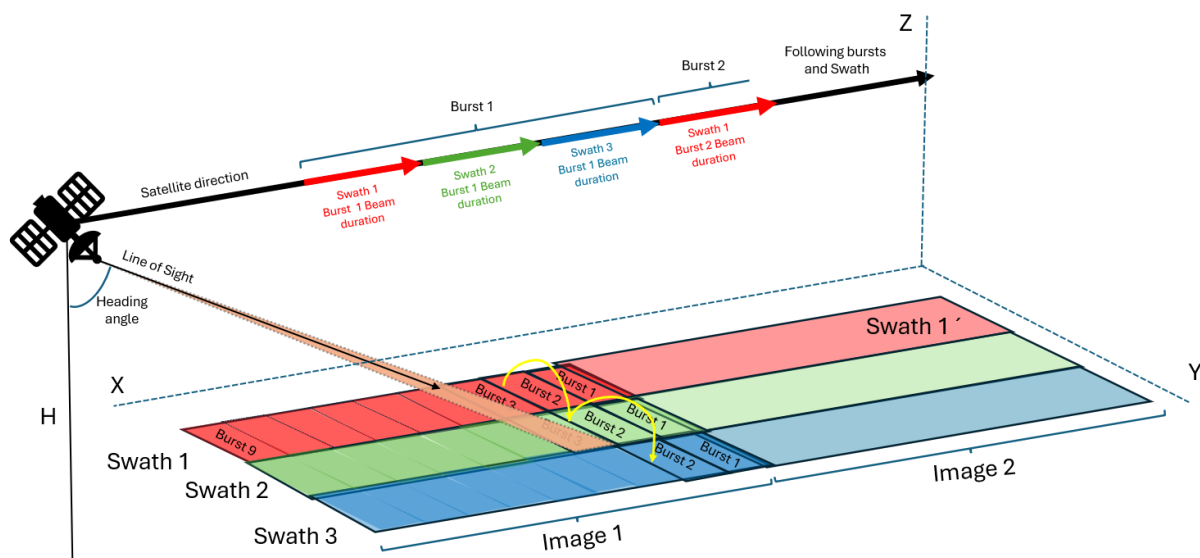 Z
Following bursts
and Swath
Burst 2
Burst 1
Swath 1
Burst 2 Beam
duration
Swath 3
Burst 1 Beam
duration
Swath 2
Burst 1 Beam
duration
Swath 1
Burst 1 Beam
duration
Satellite direction
Line of Sight
Heading
angle
H
X
Y
Swath 1 ´
Burst 1
Burst 2
Burst 3
Burst 9
Burst 1
Burst 2
Burst 3
Burst 1
Burst 2
Swath 1
Swath 2
Swath 3
Image 1
Image 2